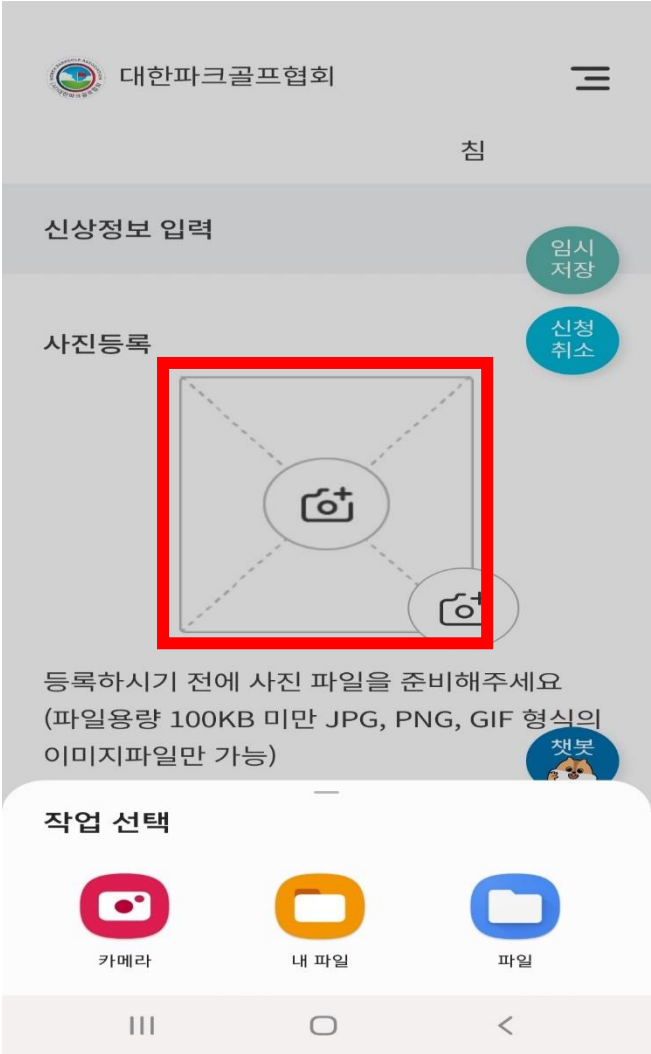 대한파크골프협회
침
신상정보 입력
임시
저장
신청
취소
사진등록
등록하시기 전에 사진 파일을 준비해주세요
(파일용량 100KB 미만 JPG, PNG, GIF 형식의
이미지파일만 가능)
챗봇
작업 선택
카메라
내 파일
파일